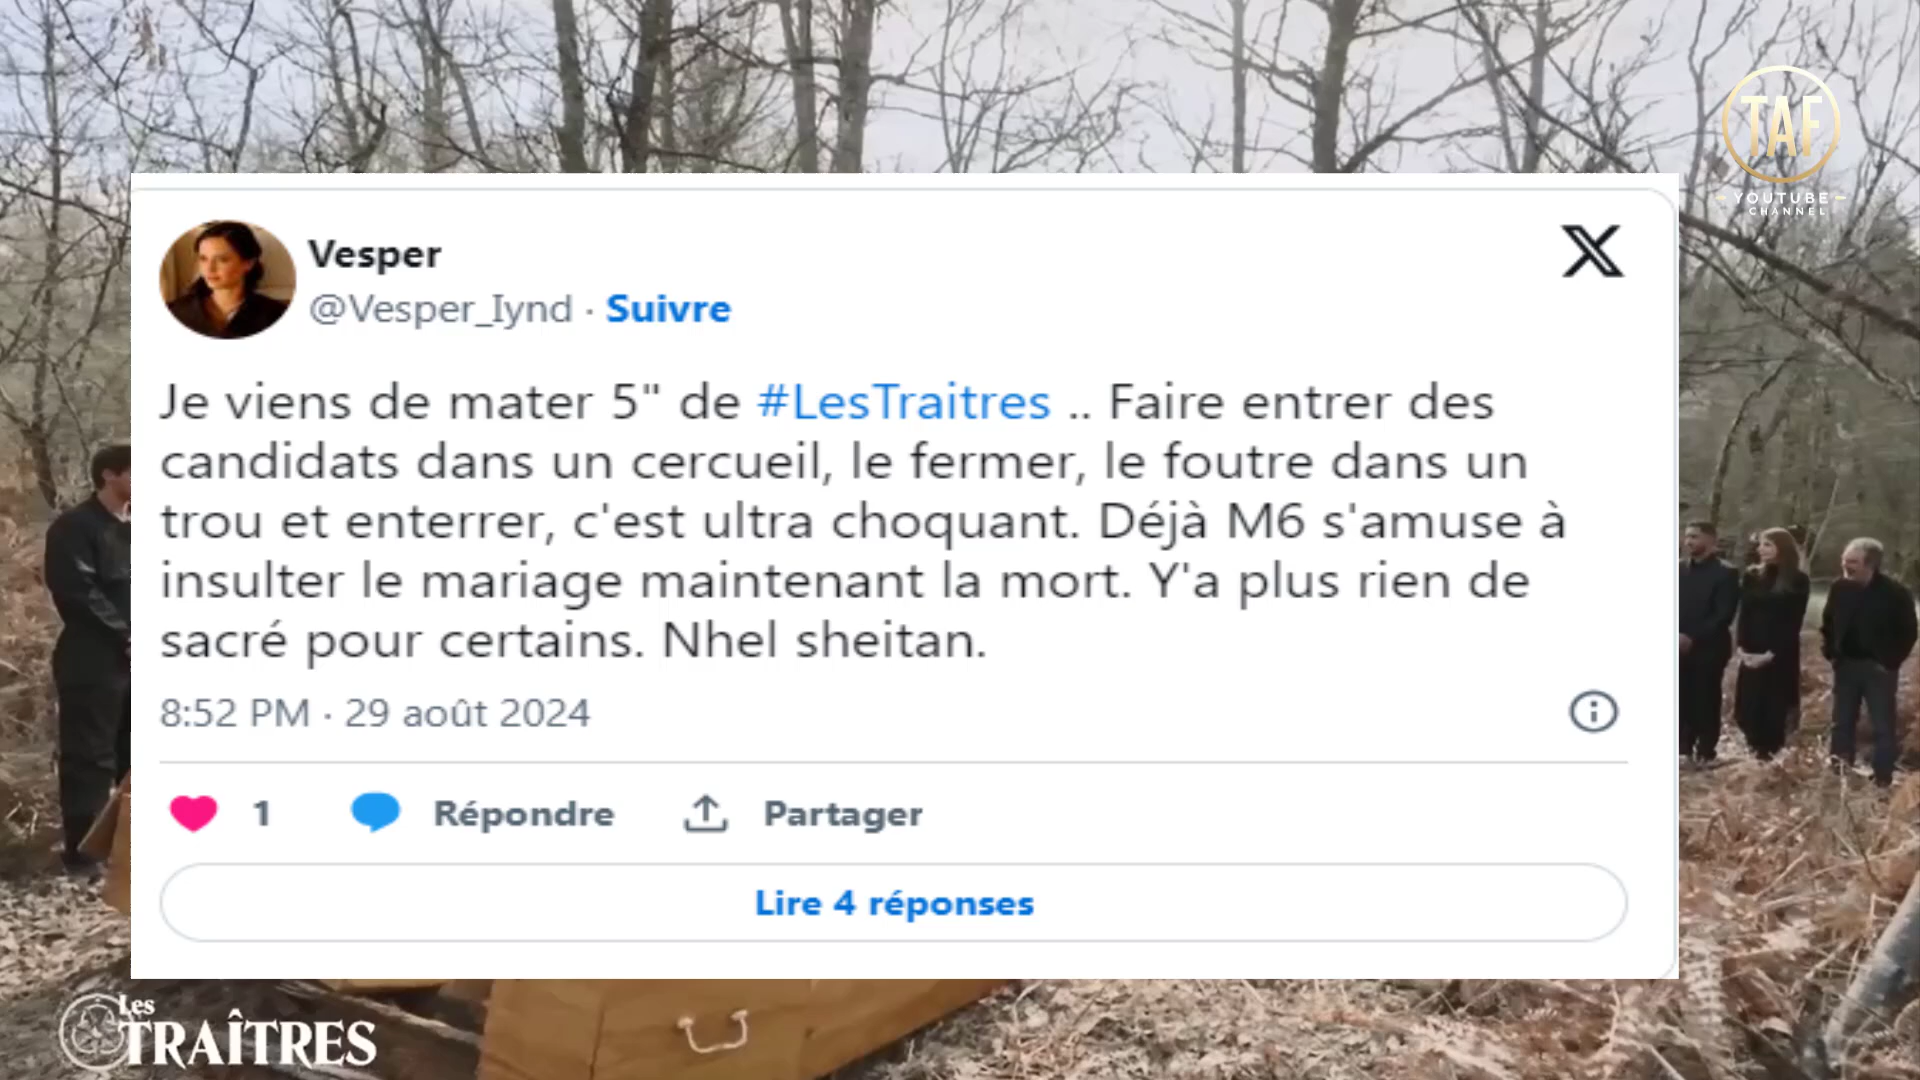 TAF
YOUTUBE
CHANNEL
Vesper
@Vesper_Iynd · Suivre
Je viens de mater 5" de #LesTraitres .. Faire entrer des
candidats dans un cercueil, le fermer, le foutre dans un
trou et enterrer, c'est ultra choquant. Déjà M6 s'amuse à
insulter le mariage maintenant la mort. Y'a plus rien de
sacré pour certains. Nhel sheitan.
8:52 PM · 29 août 2024
1 Répondre Partager
Lire 4 réponses
Les
TRAÎTRES